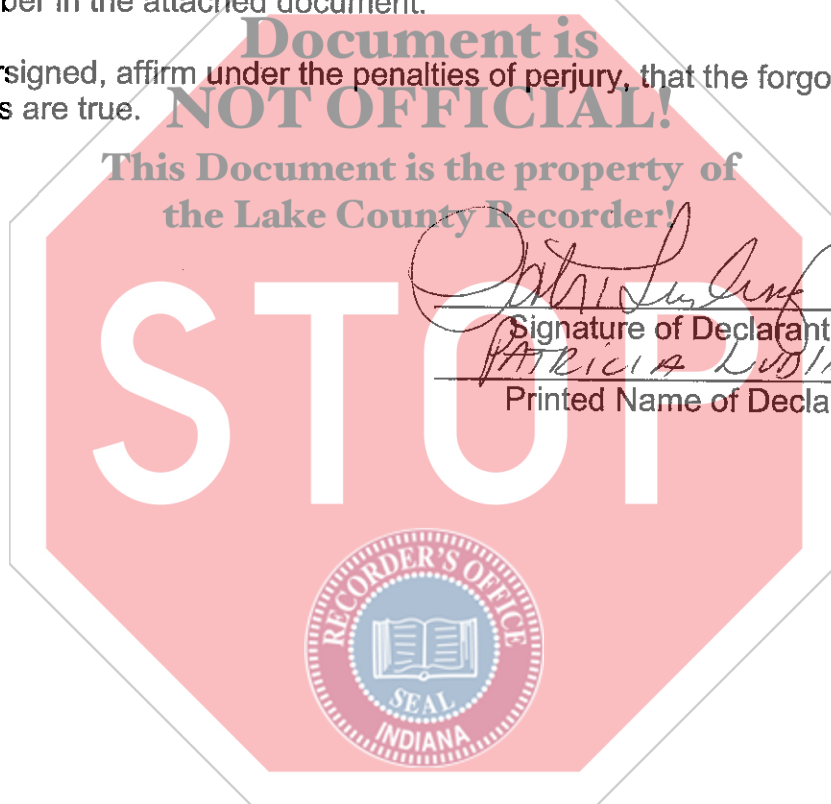 ber in the attached document.
Document is
rsigned, affirm under the penalties of perjury, that the forgo
NOT OFFICIAL!
s are true.
This Document is the property of
the Lake County Recorder!
Signature of Declarant
PATRICIA LUDI
Printed Name of Decla
STOP
RECORDER'S OFFICE
SEAL
INDIANA